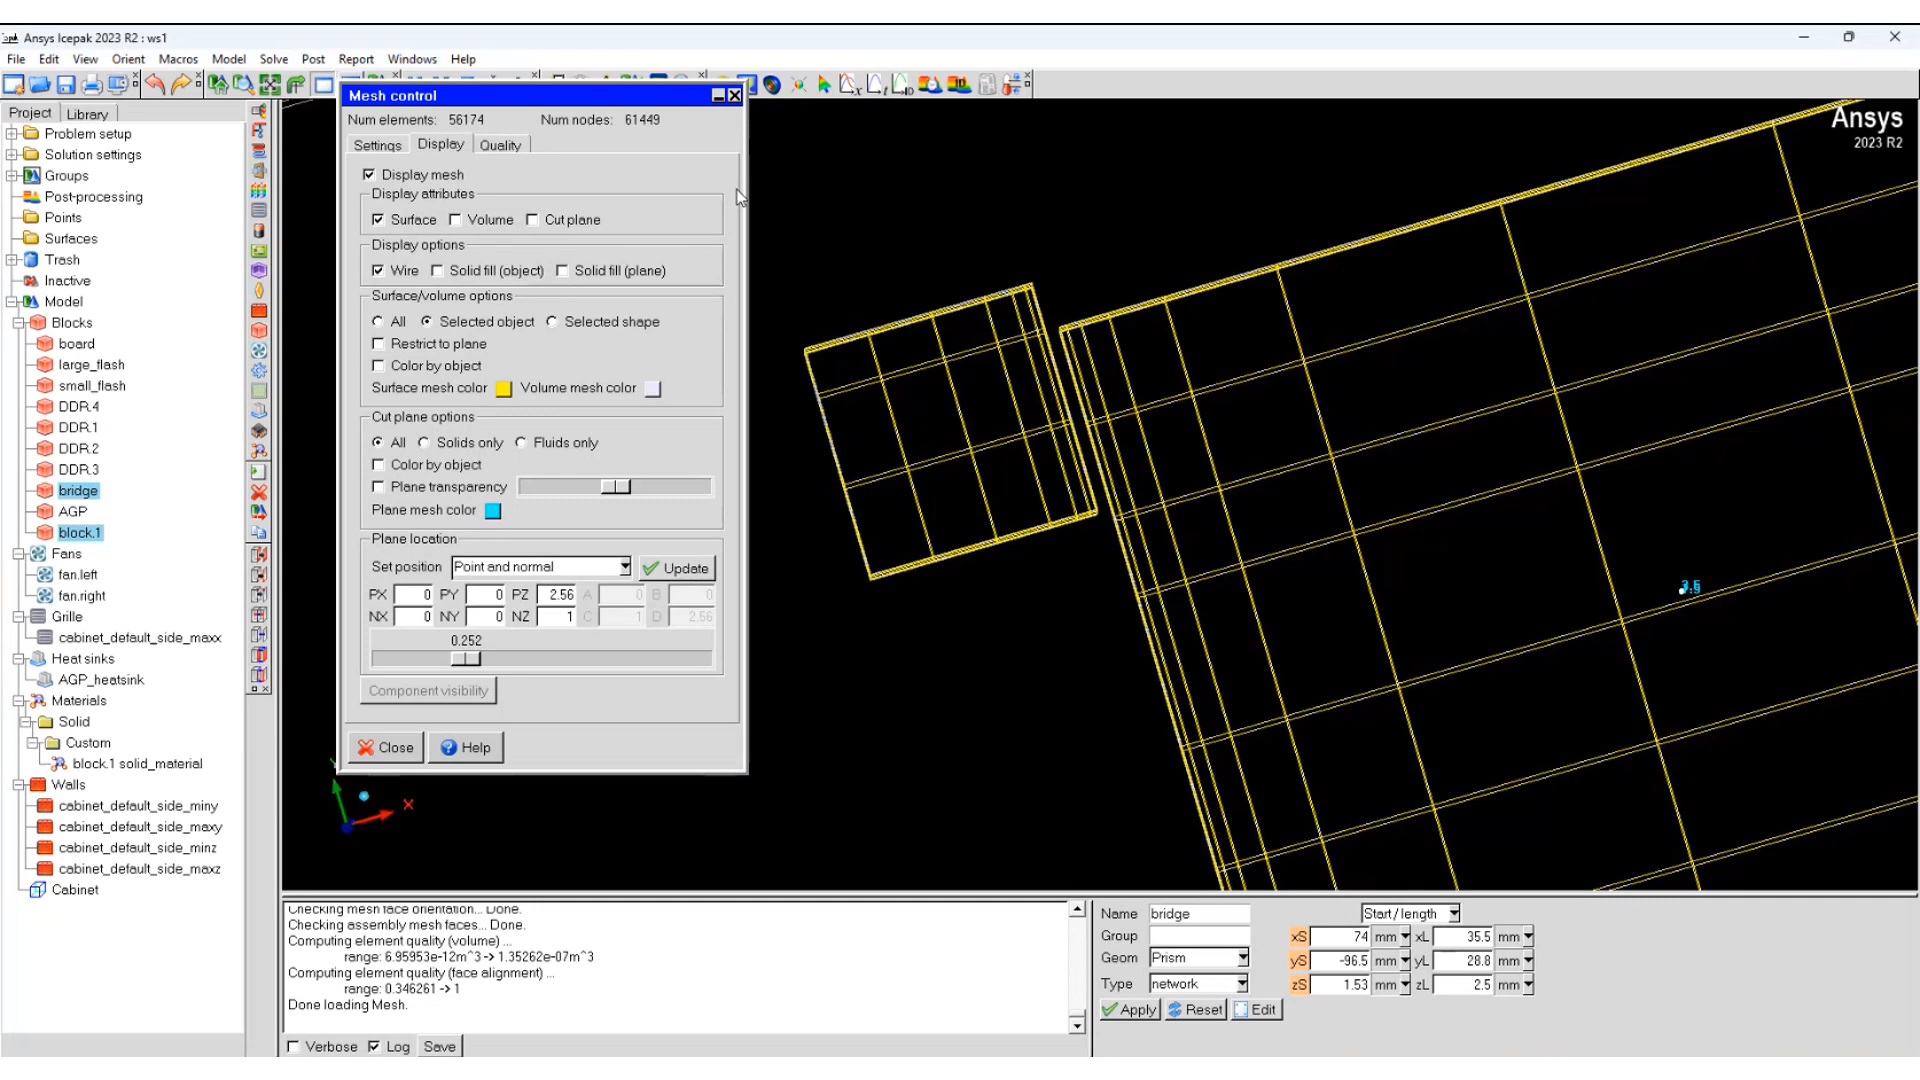 Ansys Icepak 2023 R2 : ws1
File Edit View Orient Macros Model Solve Post Report Windows Help
Project Library
Problem setup
Solution settings
Groups
Post-processing
Points
Surfaces
Trash
Inactive
Model
Blocks
board
large_flash
small_flash
DDR.4
DDR.1
DDR.2
DDR.3
bridge
AGP
block.1
Fans
fan.left
fan.right
Grille
cabinet_default_side_maxx
Heat sinks
AGP_heatsink
Materials
Solid
Custom
block.1 solid_material
Walls
cabinet_default_side_miny
cabinet_default_side_maxy
cabinet_default_side_minz
cabinet_default_side_maxz
Cabinet
Mesh control
Num elements: 56174 Num nodes: 61449
Settings Display Quality
Display mesh
Display attributes
Surface Volume Cut plane
Display options
Wire Solid fill (object) Solid fill (plane)
Surface/volume options
All Selected object Selected shape
Restrict to plane
Color by object
Surface mesh color Volume mesh color
Cut plane options
All Solids only Fluids only
Color by object
Plane transparency
Plane mesh color
Plane location
Set position Point and normal Update
PX 0 PY 0 PZ 2.56 A 0 B 0
NX 0 NY 0 NZ 1 C 1 D 2.56
0.252
Component visibility
Close Help
Ansys
2023 R2
Checking mesh face orientation... Done.
Checking assembly mesh faces... Done.
Computing element quality (volume) ...
range: 6.95953e-12m^3 -> 1.35262e-07m^3
Computing element quality (face alignment) ...
range: 0.346261 -> 1
Done loading Mesh.
Verbose Log Save
Name bridge Start / length
Group xS 74 mm xL 35.5 mm
Geom Prism yS -96.5 mm yL 28.8 mm
Type network zS 1.53 mm zL 2.5 mm
Apply Reset Edit